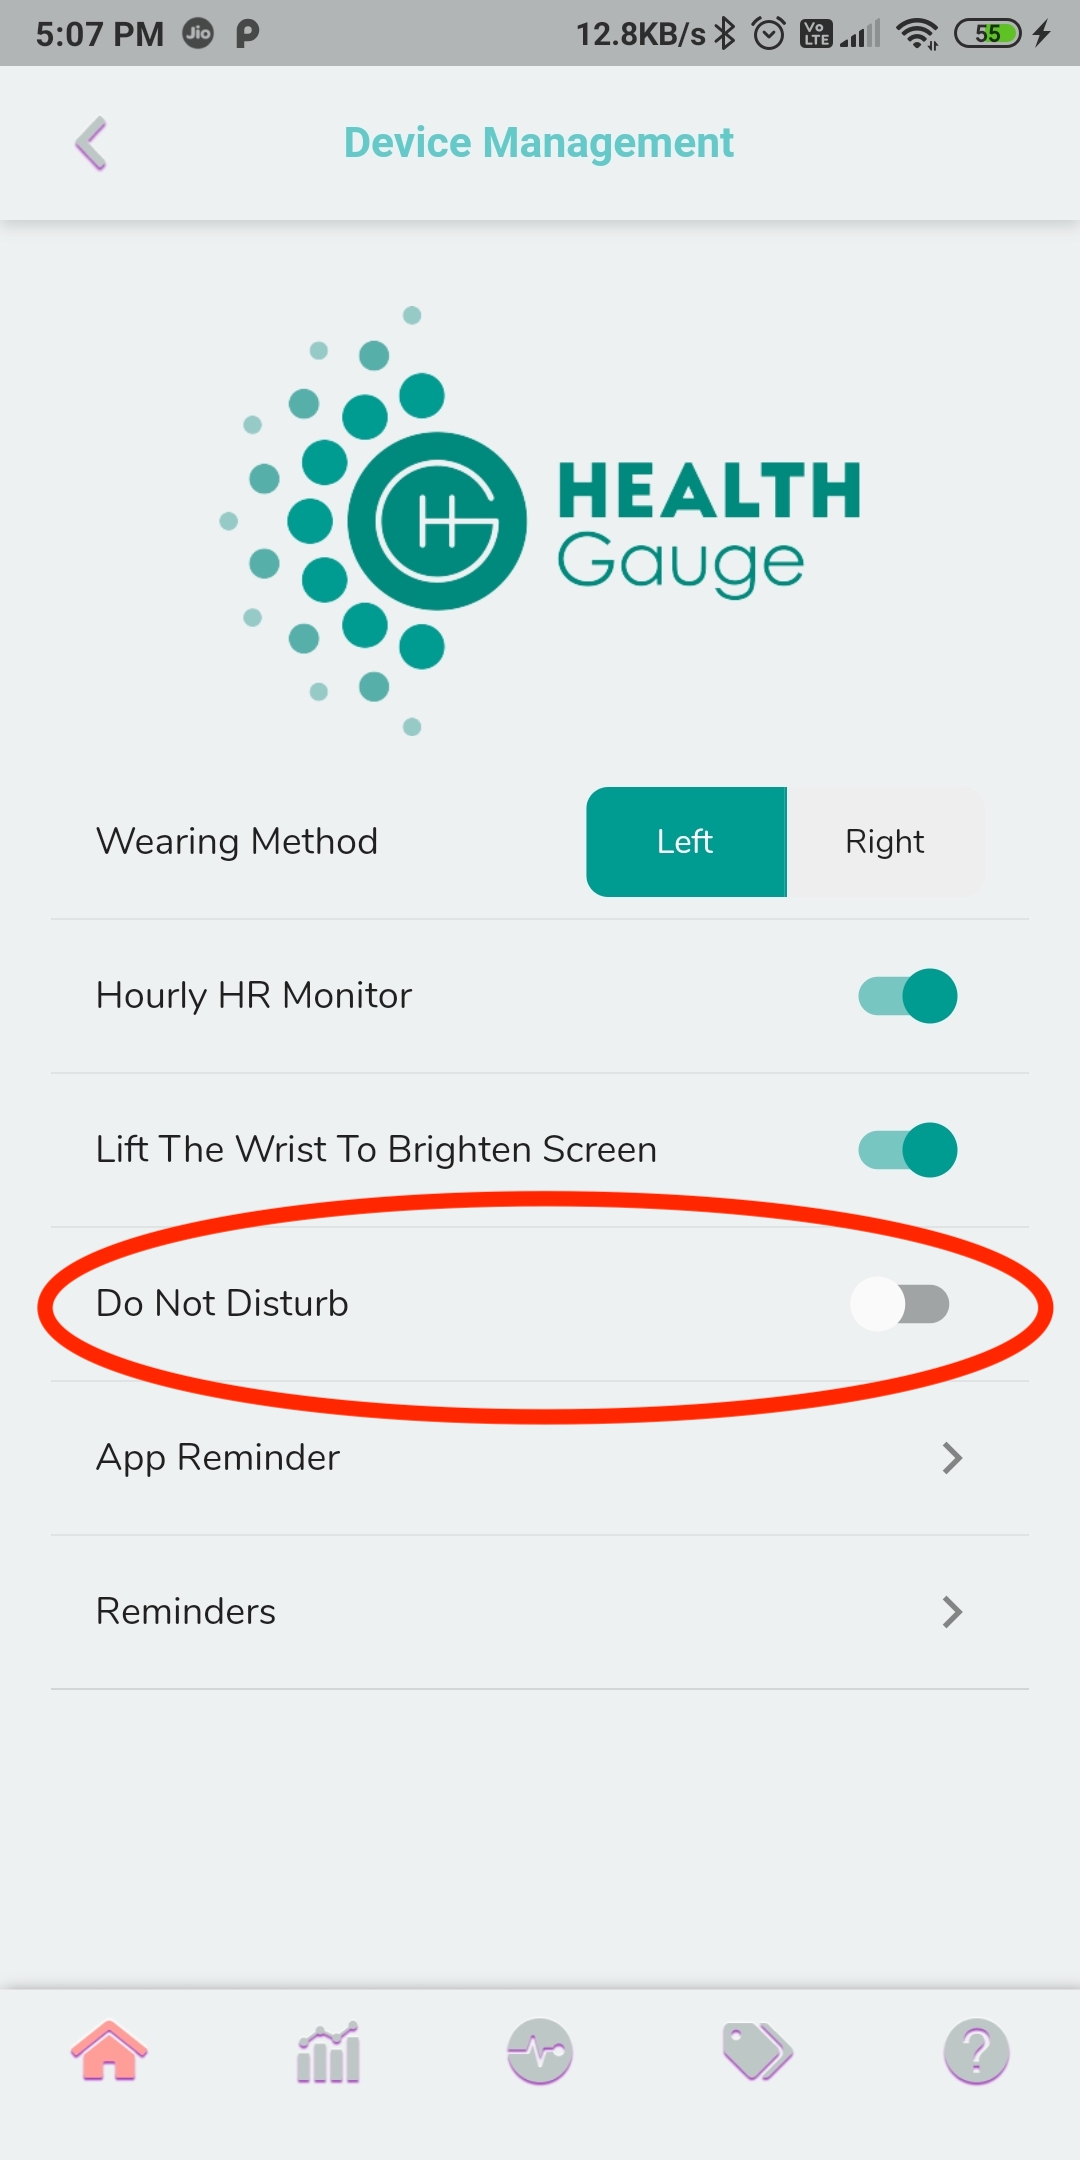 5:07 PM Jio 12.8KB/s Vo LTE 55
Device Management
HG HEALTH
Gauge
Wearing Method Left Right
Hourly HR Monitor
Lift The Wrist To Brighten Screen
Do Not Disturb
App Reminder
Reminders
?